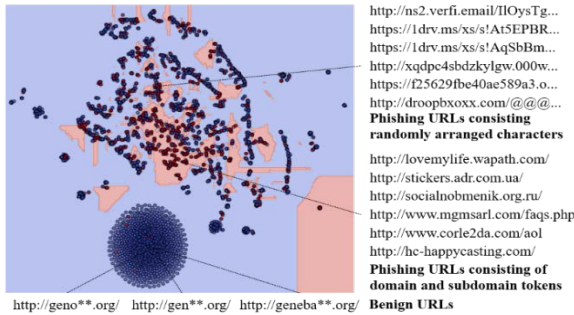 http://ns2.verfi.email/IlOysTg...
https://1drv.ms/xs/s!At5EPBR...
https://1drv.ms/xs/s!AqSbBm...
http://xqdpc4sbdzkylgw.000w...
https://f25629fbe40ae589a3.o...
http://droopbxoxx.com/@@@...
Phishing URLs consisting
randomly arranged characters
http://lovemylife.wapath.com/
http://stickers.adr.com.ua/
http://socialnobmenik.org.ru/
http://www.mgmsarl.com/faqs.php
http://www.corle2da.com/aol
http://hc-happycasting.com/
Phishing URLs consisting of
domain and subdomain tokens
http://geno**.org/ http://gen**.org/ http://geneba**.org/ Benign URLs